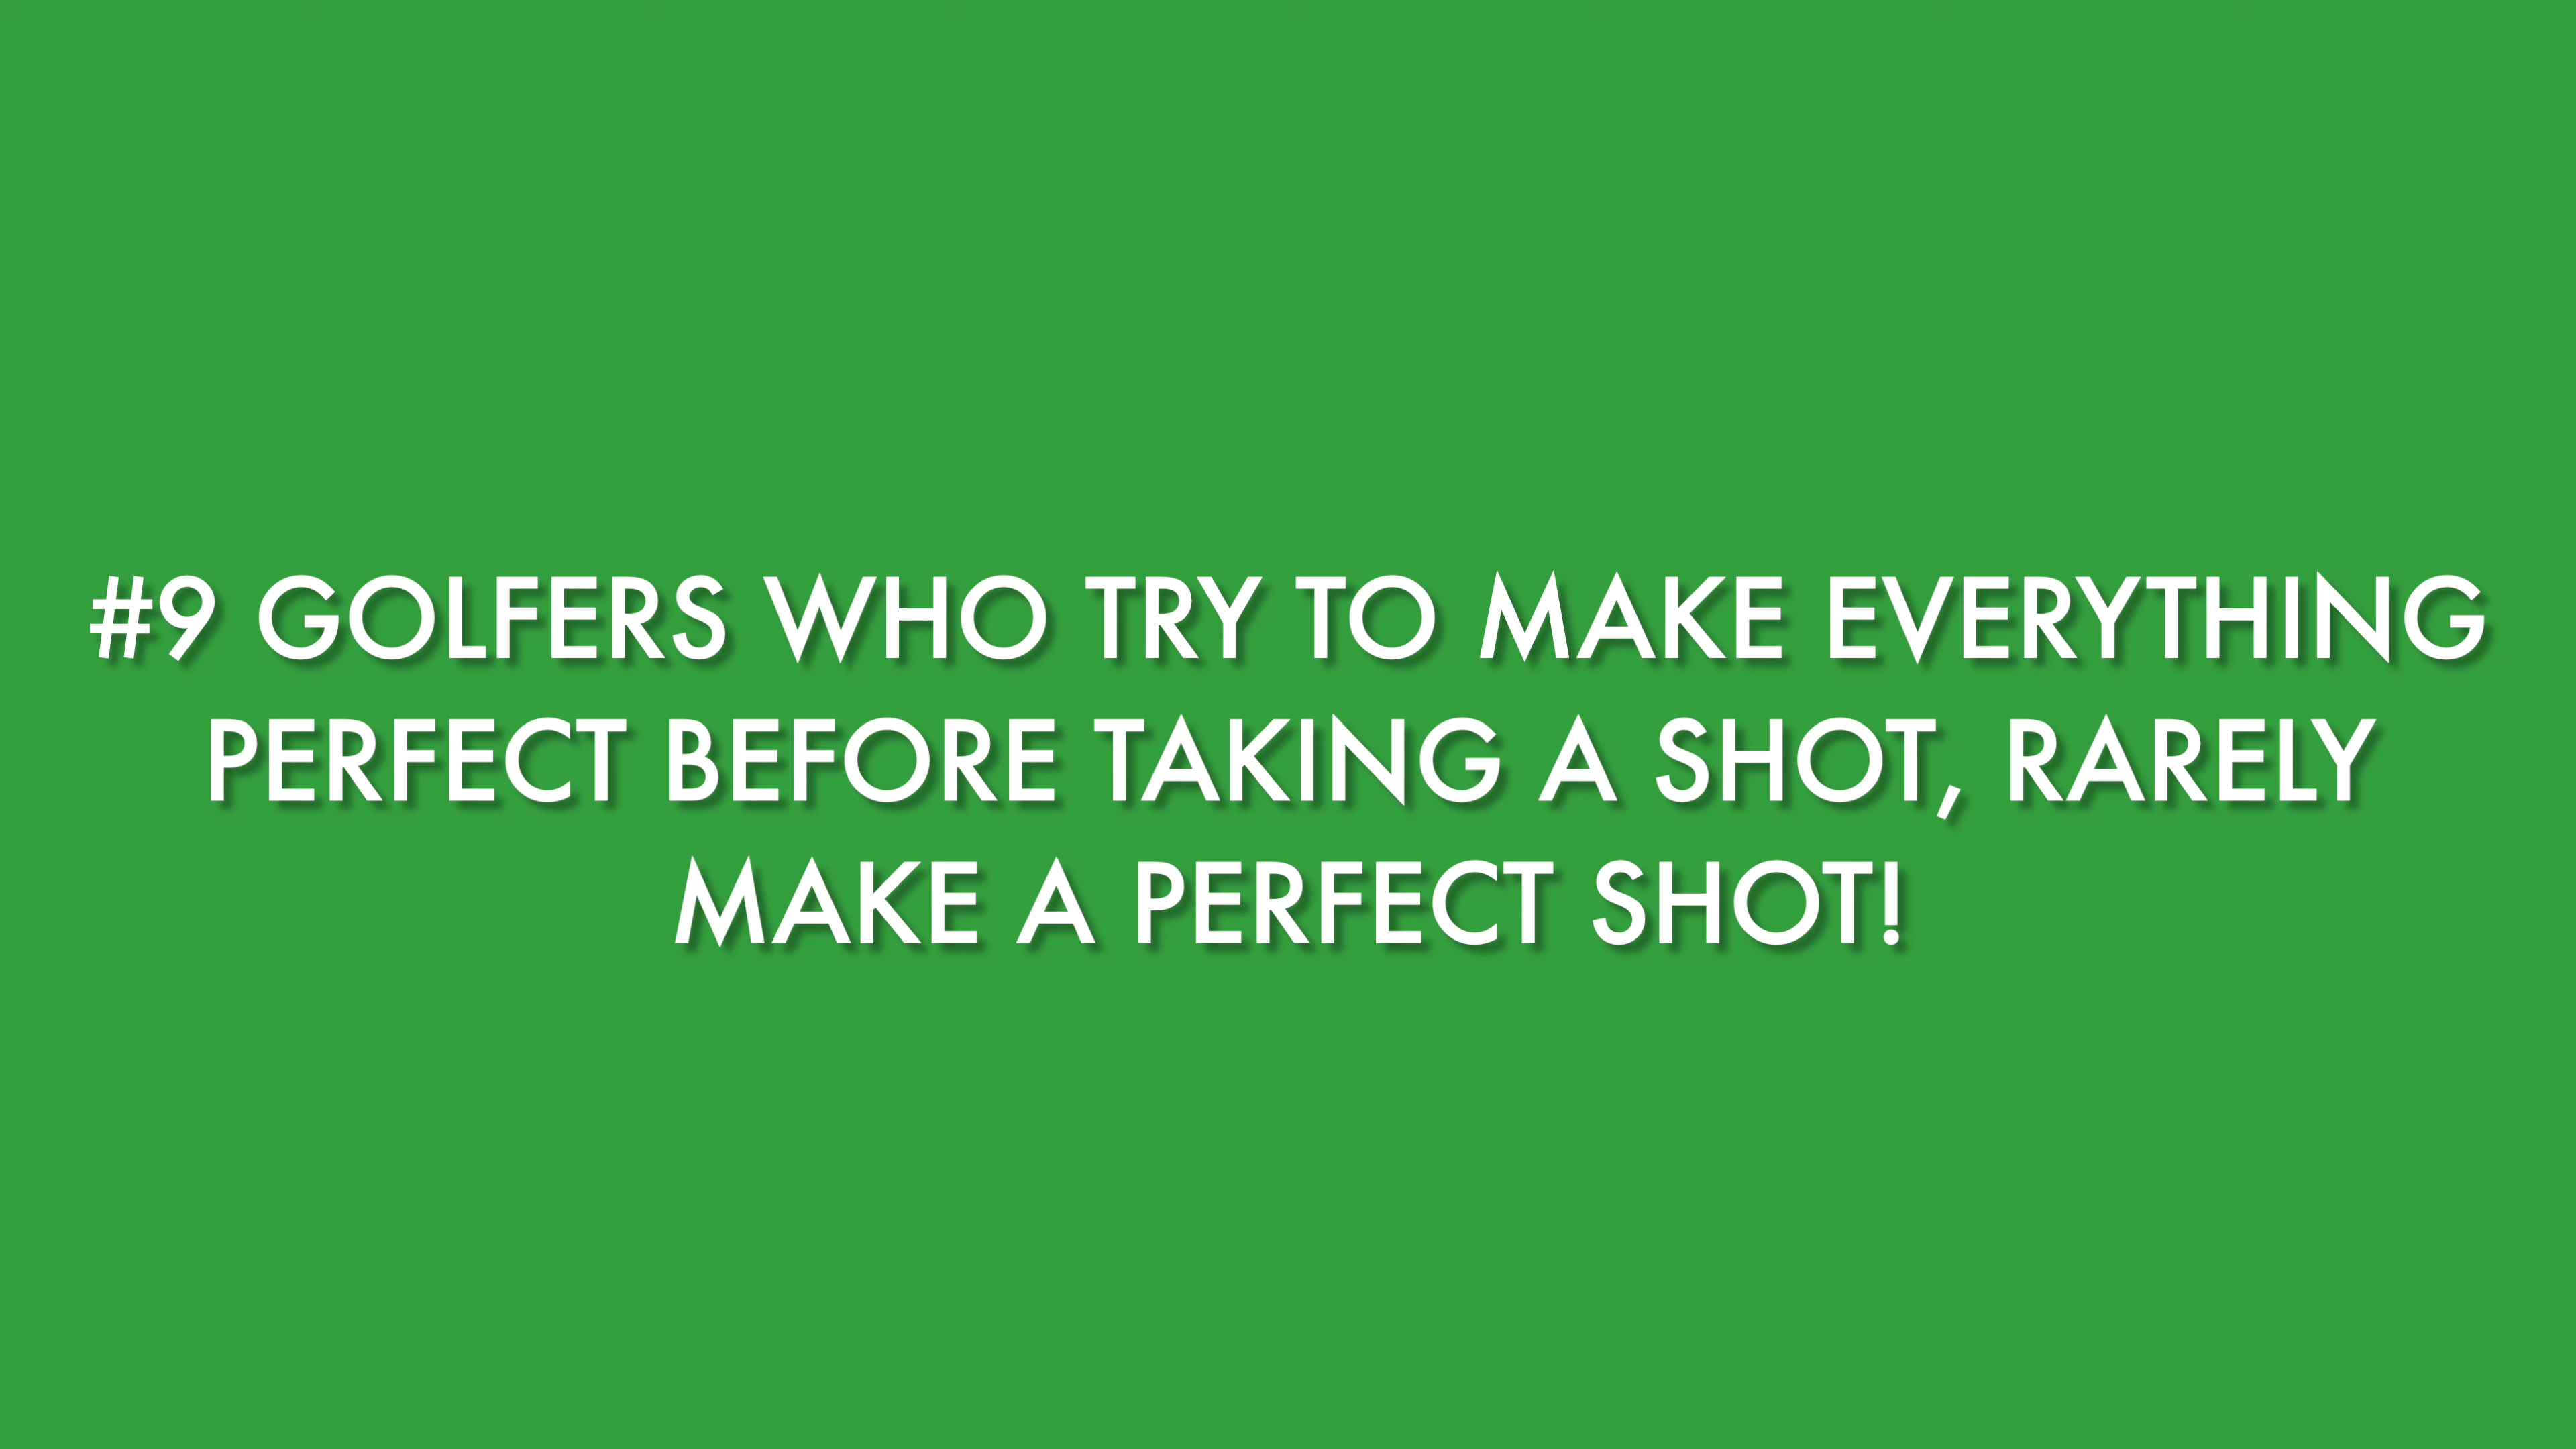 #9 GOLFERS WHO TRY TO MAKE EVERYTHING
PERFECT BEFORE TAKING A SHOT, RARELY
MAKE A PERFECT SHOT!